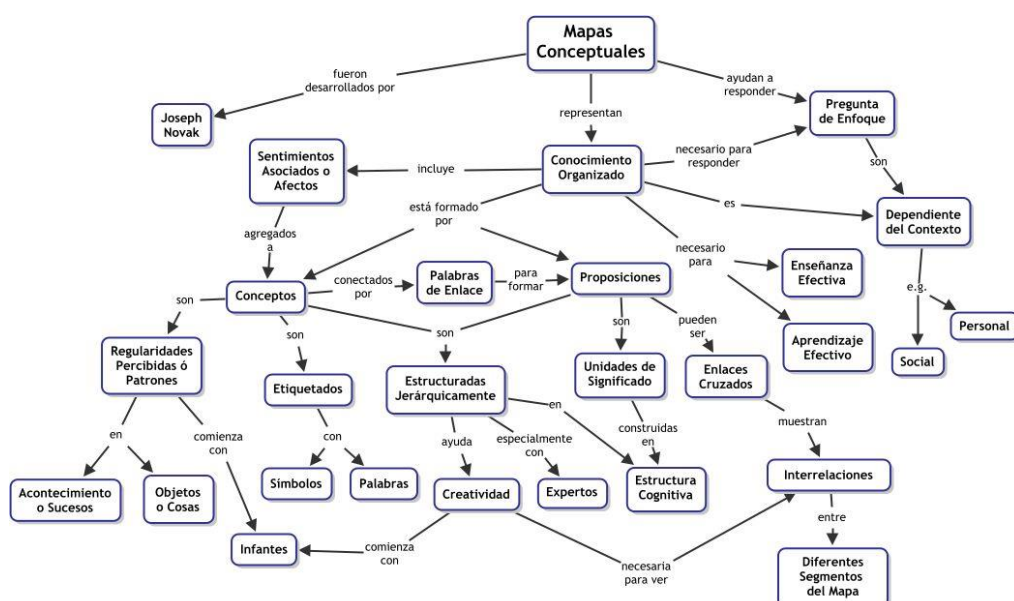 Mapas
Conceptuales
fueron
desarrollados por
ayudan a
responder
representan
Joseph
Novak
Pregunta
de Enfoque
Sentimientos
Asociados o
Afectos
incluye
Conocimiento
Organizado
necesario para
responder
son
está formado
por
es
Dependiente
del Contexto
agregados
a
necesario
para
Conceptos
conectados
por
Palabras
de Enlace
para
formar
Proposiciones
Enseñanza
Efectiva
e.g.
son
son
son
son
pueden
ser
Personal
Regularidades
Percibidas ó
Patrones
Etiquetados
Estructuradas
Jerárquicamente
Unidades de
Significado
Enlaces
Cruzados
Aprendizaje
Efectivo
Social
en
comienza
con
con
ayuda
especialmente
con
en
construidas
en
muestran
Acontecimiento
o Sucesos
Objetos
o Cosas
Símbolos
Palabras
Creatividad
Expertos
Estructura
Cognitiva
Interrelaciones
Infantes
comienza
con
necesaria
para ver
entre
Diferentes
Segmentos
del Mapa